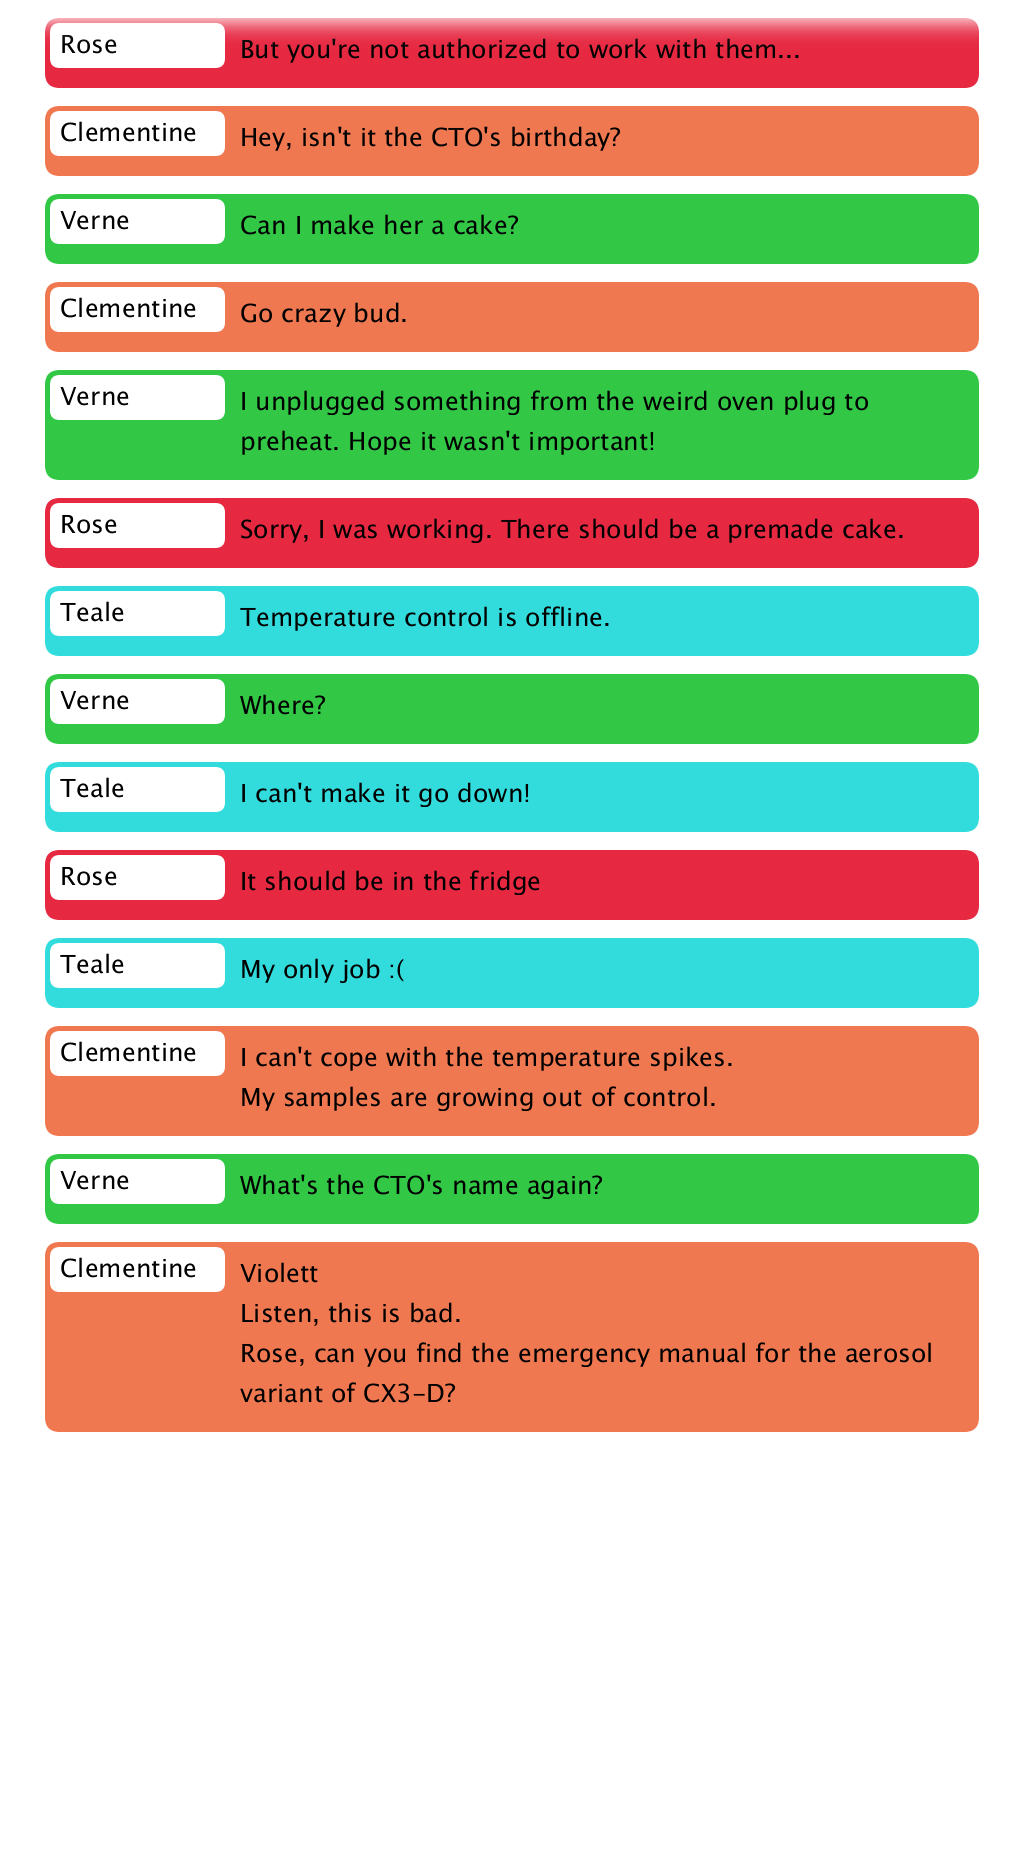 Rose
But you're not authorized to work with them...
Clementine
Hey, isn't it the CTO's birthday?
Verne
Can I make her a cake?
Clementine
Go crazy bud.
Verne
I unplugged something from the weird oven plug to
preheat. Hope it wasn't important!
Rose
Sorry, I was working. There should be a premade cake.
Teale
Temperature control is offline.
Verne
Where?
Teale
I can't make it go down!
Rose
It should be in the fridge
Teale
My only job :(
Clementine
I can't cope with the temperature spikes.
My samples are growing out of control.
Verne
What's the CTO's name again?
Clementine
Violett
Listen, this is bad.
Rose, can you find the emergency manual for the aerosol
variant of CX3-D?